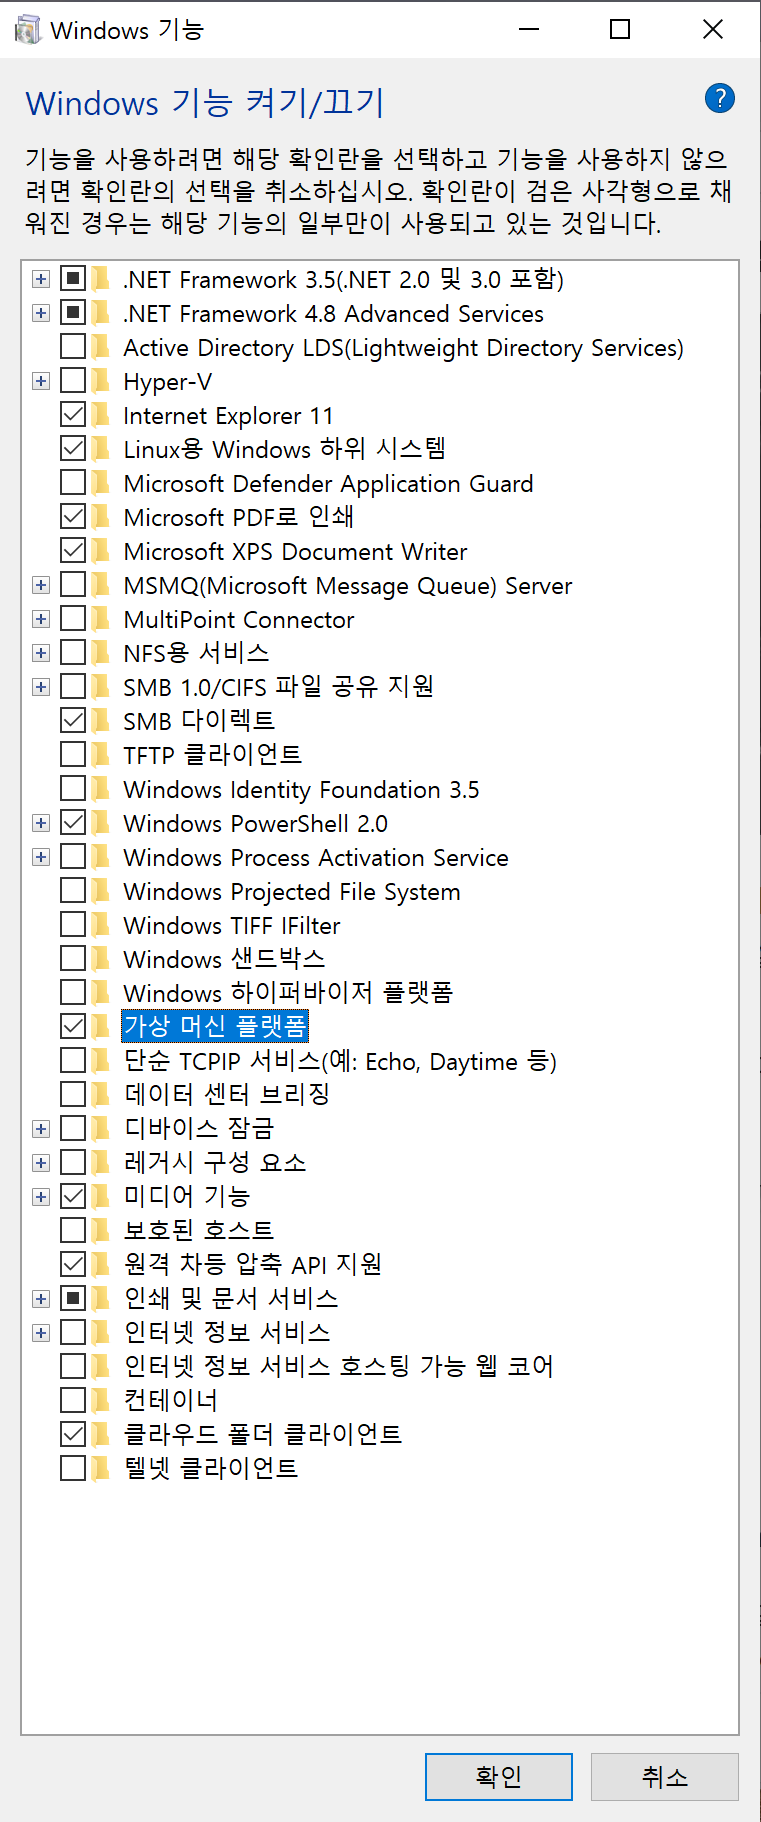 Windows 기능
Windows 기능 켜기/끄기
?
기능을 사용하려면 해당 확인란을 선택하고 기능을 사용하지 않으
려면 확인란의 선택을 취소하십시오. 확인란이 검은 사각형으로 채
워진 경우는 해당 기능의 일부만이 사용되고 있는 것입니다.
.NET Framework 3.5(.NET 2.0 및 3.0 포함)
.NET Framework 4.8 Advanced Services
Active Directory LDS(Lightweight Directory Services)
Hyper-V
Internet Explorer 11
Linux용 Windows 하위 시스템
Microsoft Defender Application Guard
Microsoft PDF로 인쇄
Microsoft XPS Document Writer
MSMQ(Microsoft Message Queue) Server
MultiPoint Connector
NFS용 서비스
SMB 1.0/CIFS 파일 공유 지원
SMB 다이렉트
TFTP 클라이언트
Windows Identity Foundation 3.5
Windows PowerShell 2.0
Windows Process Activation Service
Windows Projected File System
Windows TIFF IFilter
Windows 샌드박스
Windows 하이퍼바이저 플랫폼
가상 머신 플랫폼
단순 TCPIP 서비스(예: Echo, Daytime 등)
데이터 센터 브리징
디바이스 잠금
레거시 구성 요소
미디어 기능
보호된 호스트
원격 차등 압축 API 지원
인쇄 및 문서 서비스
인터넷 정보 서비스
인터넷 정보 서비스 호스팅 가능 웹 코어
컨테이너
클라우드 폴더 클라이언트
텔넷 클라이언트
확인
취소